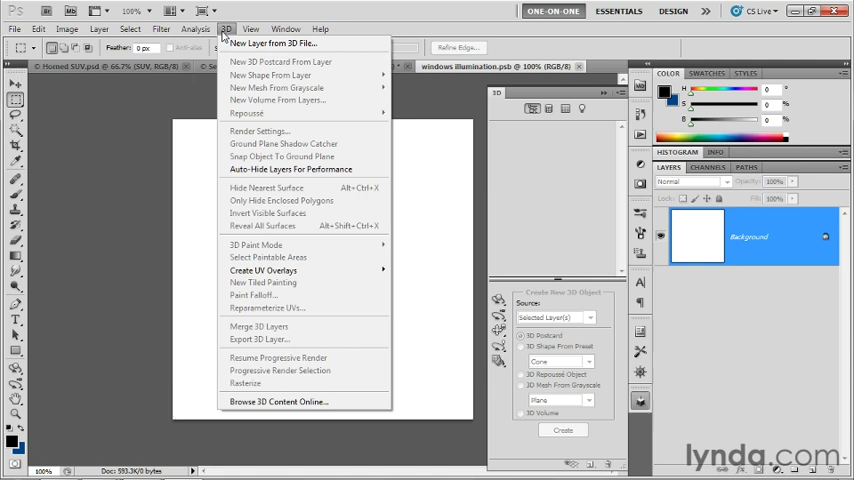 Ps Br Mb 100%
ONE-ON-ONE ESSENTIALS DESIGN >> CS Live
File Edit Image Layer Select Filter Analysis 3D View Window Help
Feather: 0 px Anti-alias Refine Edge...
© Horned SUV.psd @ 66.7% (SUV, RGB/8) × © Se * × windows illumination.psb @ 100% (RGB/8) ×
New Layer from 3D File...
New 3D Postcard From Layer
New Shape From Layer
New Mesh From Grayscale
New Volume From Layers...
Repoussé
Render Settings...
Ground Plane Shadow Catcher
Snap Object To Ground Plane
Auto-Hide Layers For Performance
Hide Nearest Surface Alt+Ctrl+X
Only Hide Enclosed Polygons
Invert Visible Surfaces
Reveal All Surfaces Alt+Shift+Ctrl+X
3D Paint Mode
Select Paintable Areas
Create UV Overlays
New Tiled Painting
Paint Falloff...
Reparameterize UVs...
Merge 3D Layers
Export 3D Layer...
Resume Progressive Render
Progressive Render Selection
Rasterize
Browse 3D Content Online...
3D
Create New 3D Object
Source:
Selected Layer(s)
3D Postcard
3D Shape From Preset
Cone
3D Repoussé Object
3D Mesh From Grayscale
Plane
3D Volume
Create
COLOR SWATCHES STYLES
H 0 °
S 0 %
B 0 %
HISTOGRAM INFO
LAYERS CHANNELS PATHS
Normal Opacity: 100%
Lock: Fill: 100%
Background
100% Doc: 593.3K/0 bytes
lynda.com